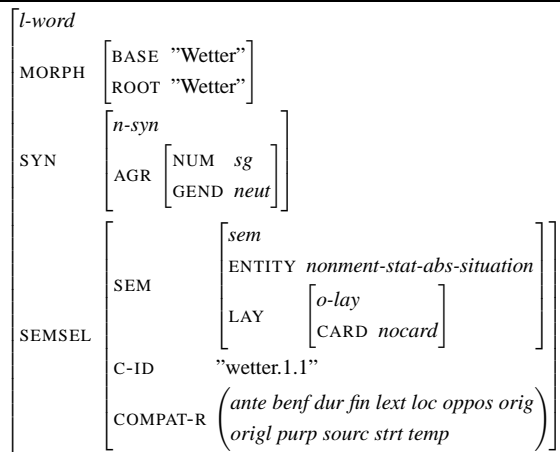 l-word
MORPH BASE ”Wetter”
ROOT ”Wetter”
SYN n-syn
AGR NUM sg
GEND neut
SEMSEL SEM sem
ENTITY nonment-stat-abs-situation
LAY o-lay
CARD nocard
C-ID ”wetter.1.1”
COMPAT-R ante benf dur fin lext loc oppos orig
origl purp sourc strt temp